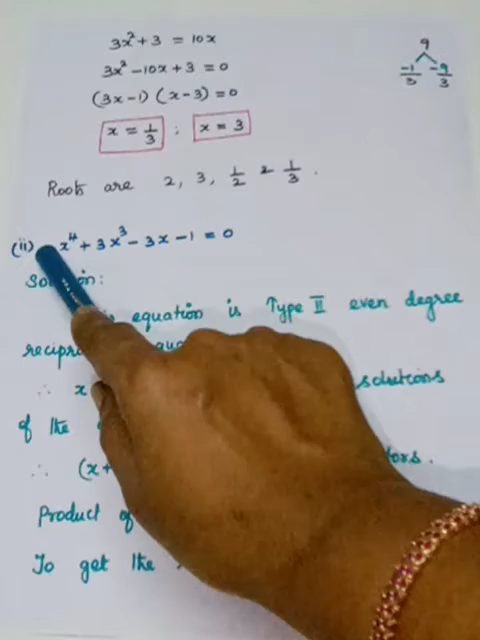 3x² + 3 = 10x
9
3x² - 10x + 3 = 0
-1/3 -9/3
(3x-1) (x-3) = 0
x = 1/3 ; x = 3
Roots are 2, 3, 1/2 & 1/3.
(ii) x⁴ + 3x³ - 3x - 1 = 0
equation is Type II even degree
x solutions
of the
∴ (x+
Product of
To get the